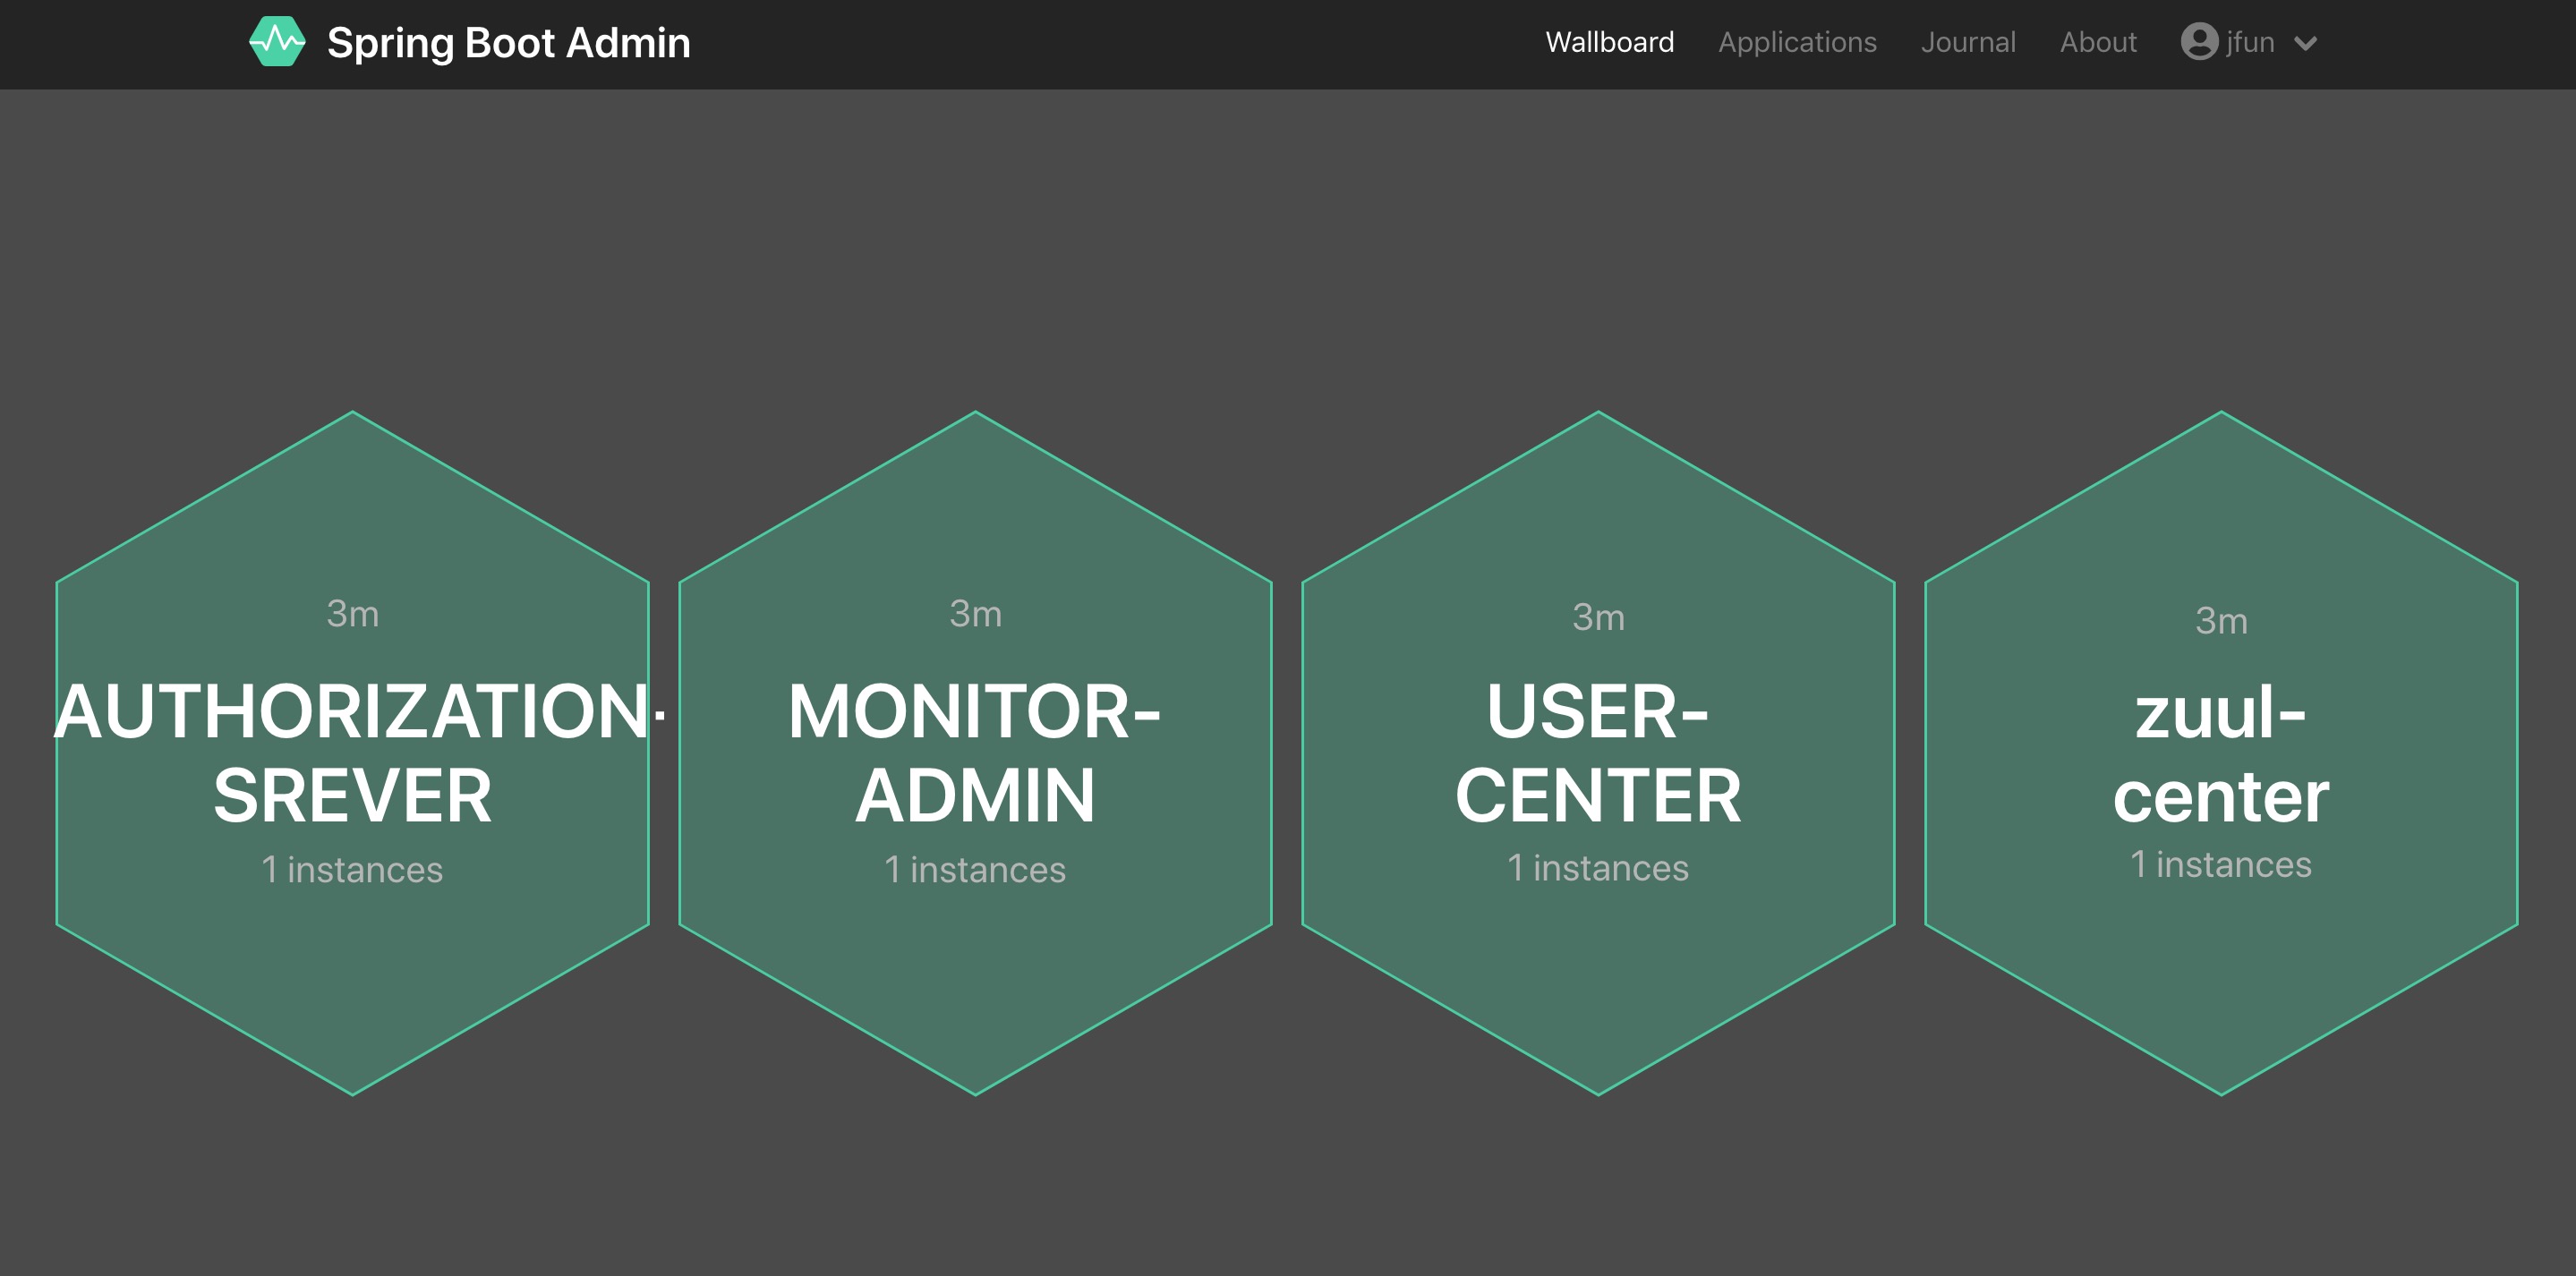 Spring Boot Admin
Wallboard Applications Journal About jfun
3m
AUTHORIZATION-
SREVER
1 instances
3m
MONITOR-
ADMIN
1 instances
3m
USER-
CENTER
1 instances
3m
zuul-
center
1 instances